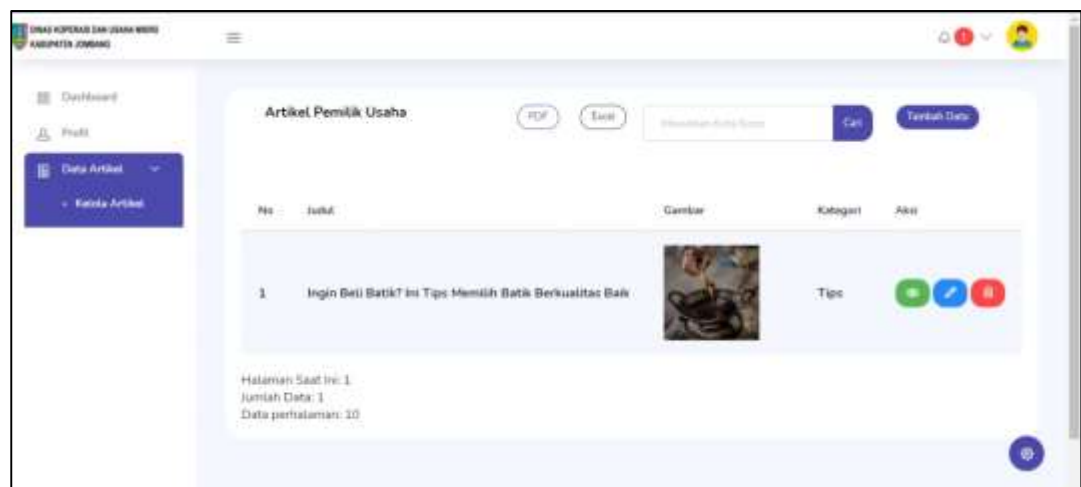 DINAS KOPERASI DAN USAHA MIKRO
KABUPATEN JOMBANG
Dashboard
Profil
Data Artikel
Kelola Artikel
Artikel Pemilik Usaha
PDF
Excel
Cari
Tambah Data
No Judul Gambar Kategori Aksi
1 Ingin Beli Batik? Ini Tips Memilih Batik Berkualitas Baik Tips
Halaman Saat Ini: 1
Jumlah Data: 1
Data perhalaman: 10